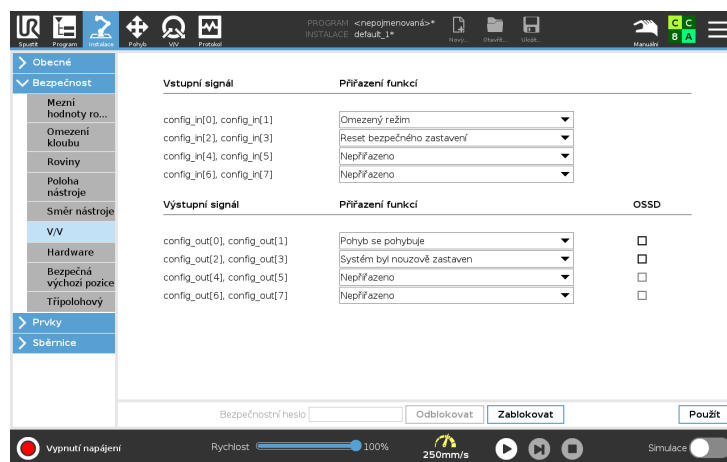 UR
Spustit
Program
Instalace
Pohyb
V/V
Protokol
PROGRAM <nepojmenovaná>*
INSTALACE default_1*
Nový...
Otevřít...
Uložit...
Manuální
C C
8 A
Obecné
Bezpečnost
Mezní
hodnoty ro...
Omezení
kloubu
Roviny
Poloha
nástroje
Směr nástroje
V/V
Hardware
Bezpečná
výchozí pozice
Třípolohový
Prvky
Sběrnice
Vstupní signál Přiřazení funkcí
config_in[0], config_in[1] Omezený režim
config_in[2], config_in[3] Reset bezpečného zastavení
config_in[4], config_in[5] Nepřiřazeno
config_in[6], config_in[7] Nepřiřazeno
Výstupní signál Přiřazení funkcí OSSD
config_out[0], config_out[1] Pohyb se pohybuje
config_out[2], config_out[3] Systém byl nouzově zastaven
config_out[4], config_out[5] Nepřiřazeno
config_out[6], config_out[7] Nepřiřazeno
Bezpečnostní heslo Odblokovat Zablokovat Použít
Vypnutí napájení Rychlost 100% 250mm/s Simulace